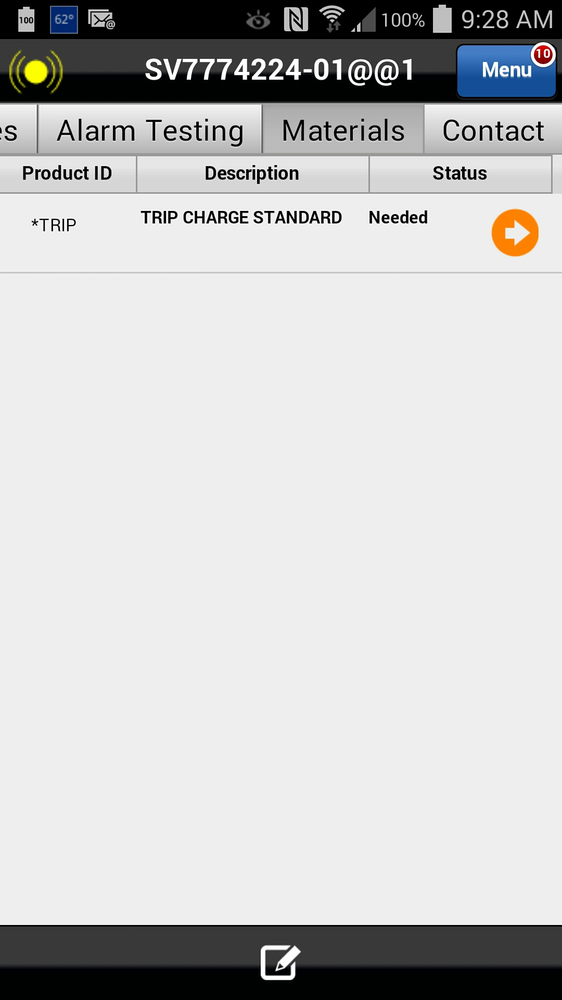 100 62° 100% 9:28 AM
SV7774224-01@@1 Menu 10
es Alarm Testing Materials Contact
Product ID Description Status
*TRIP TRIP CHARGE STANDARD Needed